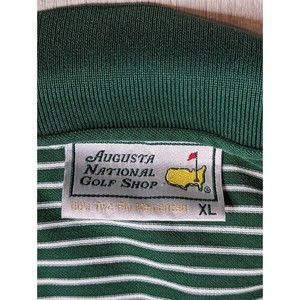 AUGUSTA
NATIONAL
GOLF SHOP
®
XL